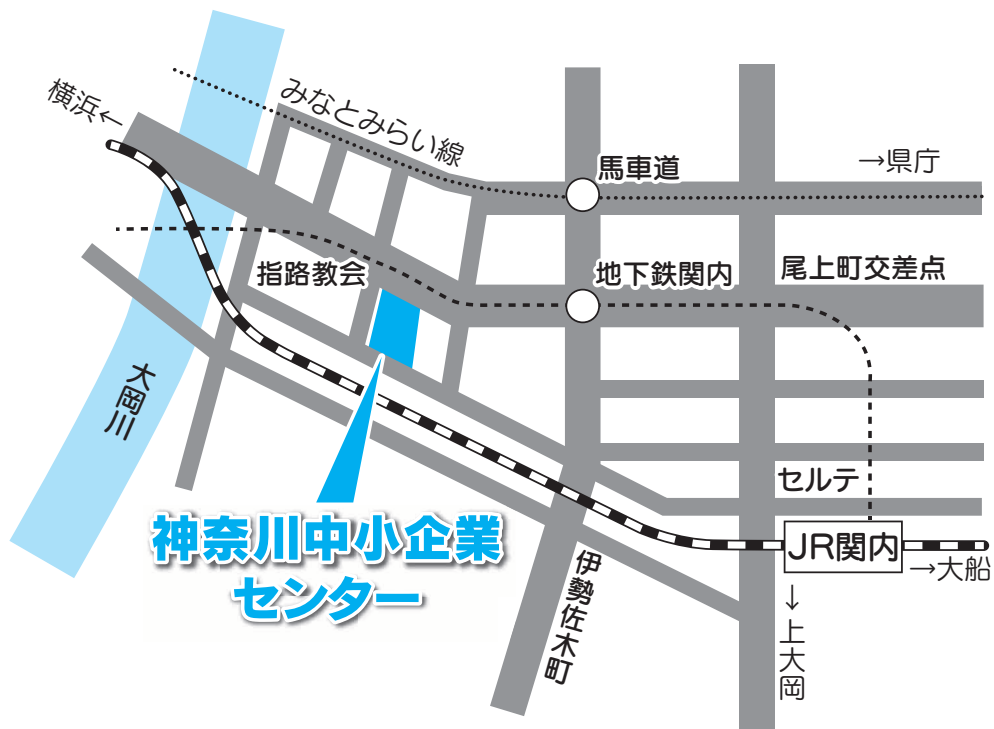 横浜←
みなとみらい線
馬車道
→県庁
指路教会
地下鉄関内
尾上町交差点
大岡川
セルテ
神奈川中小企業
センター
JR関内
→大船
伊勢佐木町
↓上大岡